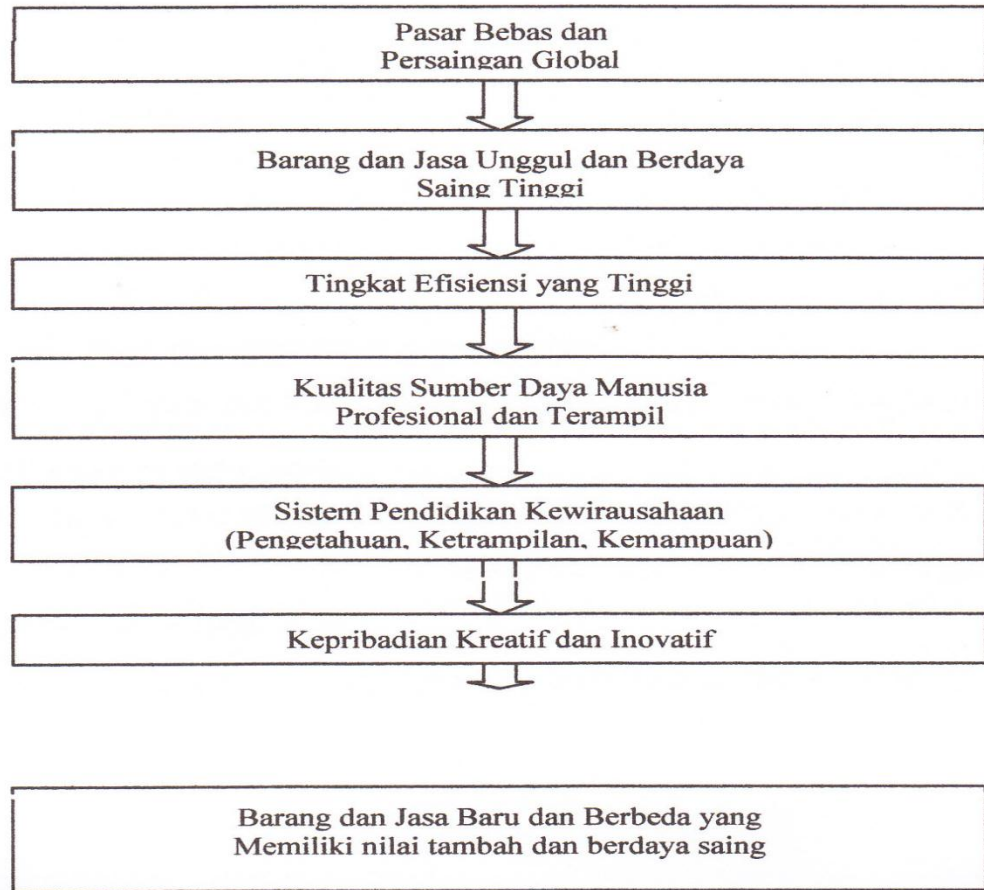 Pasar Bebas dan
Persaingan Global
Barang dan Jasa Unggul dan Berdaya
Saing Tinggi
Tingkat Efisiensi yang Tinggi
Kualitas Sumber Daya Manusia
Profesional dan Terampil
Sistem Pendidikan Kewirausahaan
(Pengetahuan, Ketrampilan, Kemampuan)
Kepribadian Kreatif dan Inovatif
Barang dan Jasa Baru dan Berbeda yang
Memiliki nilai tambah dan berdaya saing